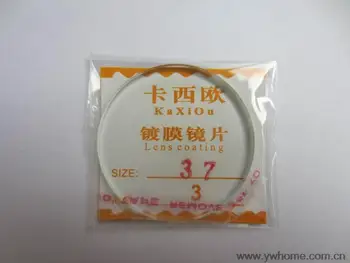 卡西欧
KaXiOu
镀膜镜片
Lens coating
SIZE: 37
3
www.ywhome.com.cn